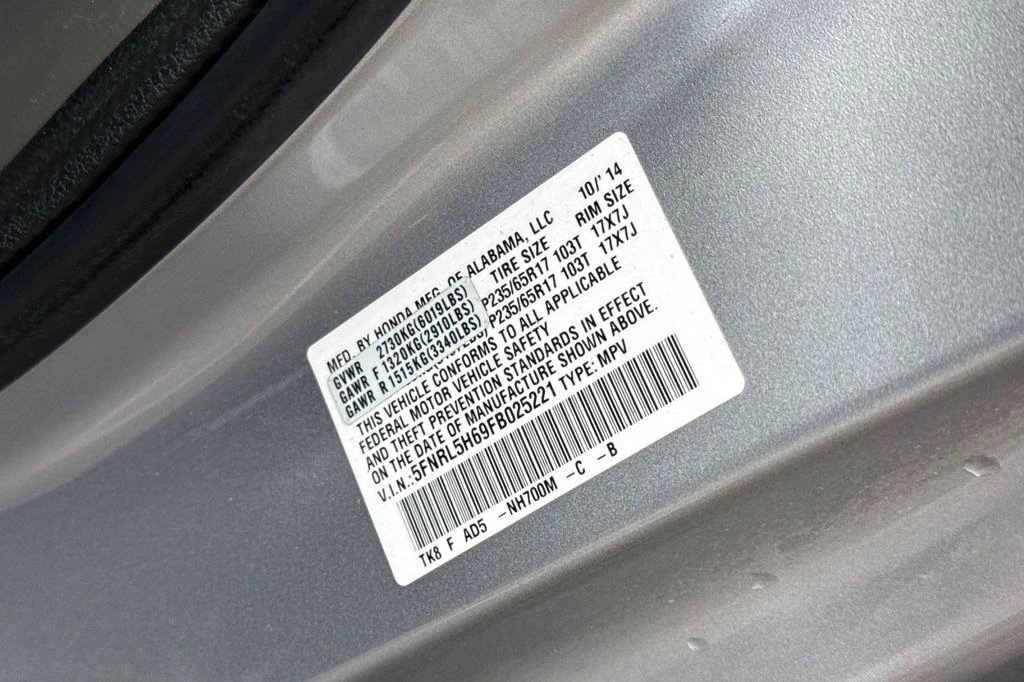 MFD. BY HONDA MFG. OF ALABAMA, LLC 10/'14
GVWR 2730KG(6019LBS) TIRE SIZE RIM SIZE
GAWR F 1320KG(2910LBS) P235/65R17 103T 17X7J
GAWR R 1515KG(3340LBS) P235/65R17 103T 17X7J
THIS VEHICLE CONFORMS TO ALL APPLICABLE
FEDERAL MOTOR VEHICLE SAFETY
AND THEFT PREVENTION STANDARDS IN EFFECT
ON THE DATE OF MANUFACTURE SHOWN ABOVE.
V.I.N.:5FNRL5H69FB025221 TYPE:MPV
TK8 F AD5 -NH700M -C -B